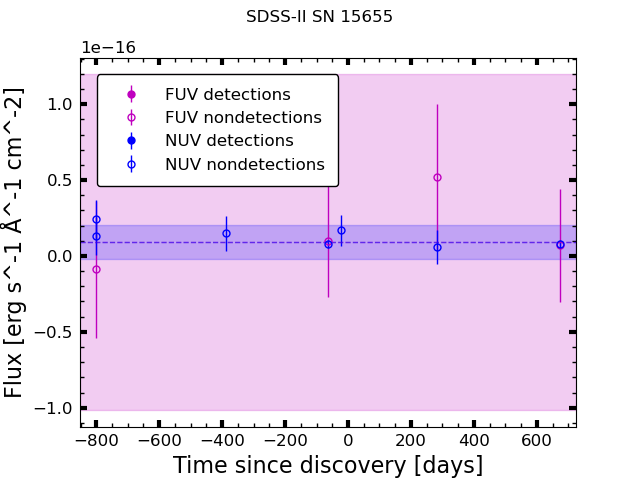 SDSS-II SN 15655
1e−16
FUV detections
FUV nondetections
NUV detections
NUV nondetections
1.0
0.5
0.0
−0.5
−1.0
Flux [erg s^-1 Å^-1 cm^-2]
−800 −600 −400 −200 0 200 400 600
Time since discovery [days]